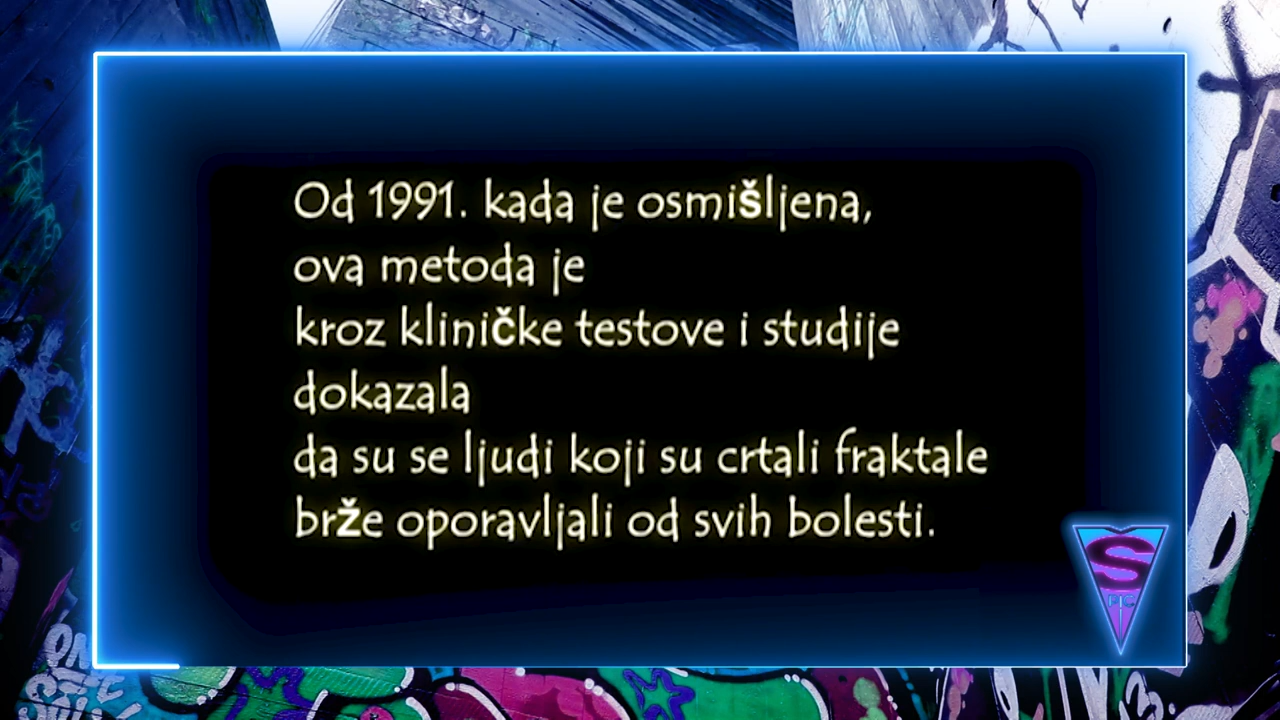 Od 1991. kada je osmišljena,
ova metoda je
kroz kliničke testove i studije
dokazala
da su se ljudi koji su crtali fraktale
brže oporavljali od svih bolesti.
S
PIC